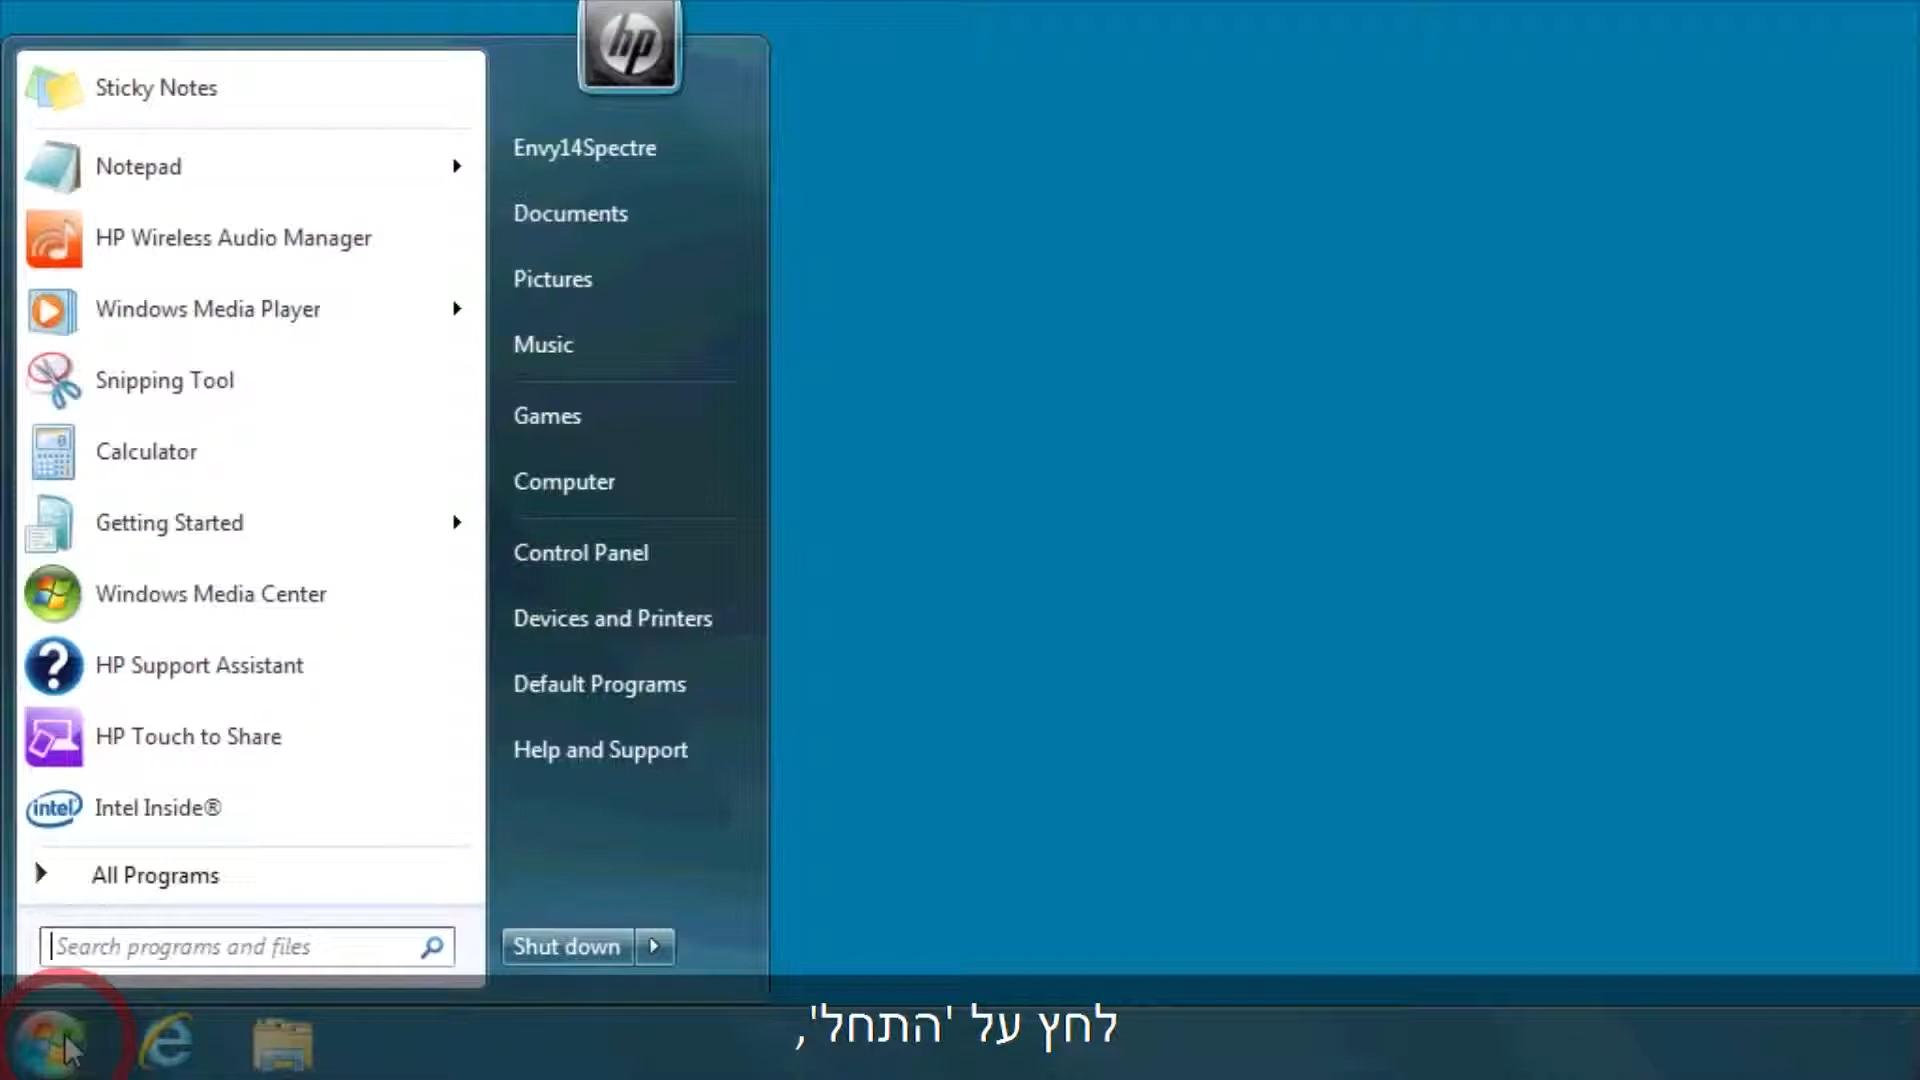 hp
Sticky Notes
Notepad
HP Wireless Audio Manager
Windows Media Player
Snipping Tool
Calculator
Getting Started
Windows Media Center
HP Support Assistant
HP Touch to Share
intel Intel Inside®
All Programs
Search programs and files
Envy14Spectre
Documents
Pictures
Music
Games
Computer
Control Panel
Devices and Printers
Default Programs
Help and Support
Shut down
לחץ על 'התחל',